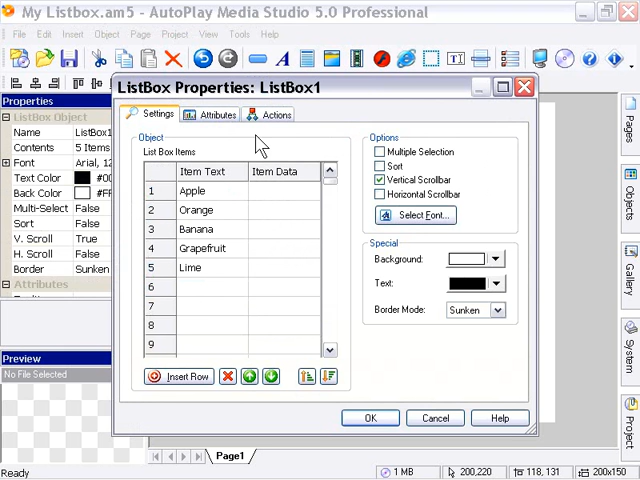 My Listbox.am5 - AutoPlay Media Studio 5.0 Professional
File Edit Align Object Page
Properties
ListBox Object
Name ListBox1
Contents 5 Items
Font Arial, 12
Text Color #00
Back Color #FF
Multi-Select False
Sort False
V. Scroll True
H. Scroll False
Border Sunken
Attributes
Preview
No File Selected
ListBox Properties: ListBox1
Settings Attributes Actions
Object
List Box Items
Item Text Item Data
1 Apple
2 Orange
3 Banana
4 Grapefruit
5 Lime
6
7
8
9
Insert Row
Options
Multiple Selection
Sort
Vertical Scrollbar
Horizontal Scrollbar
Select Font...
Special
Background:
Text:
Border Mode: Sunken
OK Cancel Help
Pages
Objects
Gallery
System
Project
Page1
Ready 1 MB 200,220 118, 131 200x150